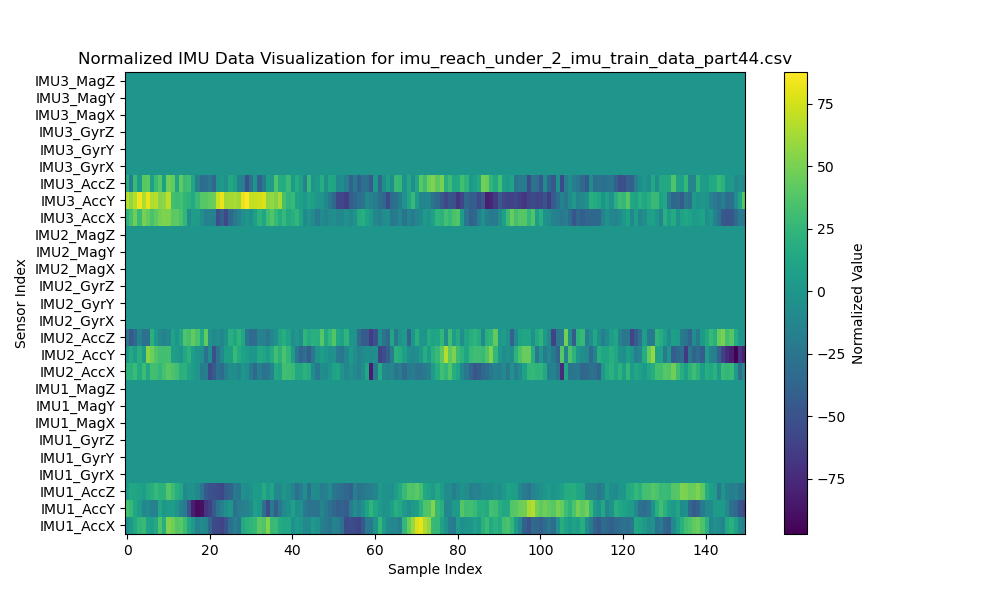 Normalized IMU Data Visualization for imu_reach_under_2_imu_train_data_part44.csv
IMU3_MagZ
IMU3_MagY
IMU3_MagX
IMU3_GyrZ
IMU3_GyrY
IMU3_GyrX
IMU3_AccZ
IMU3_AccY
IMU3_AccX
IMU2_MagZ
IMU2_MagY
IMU2_MagX
IMU2_GyrZ
IMU2_GyrY
IMU2_GyrX
IMU2_AccZ
IMU2_AccY
IMU2_AccX
IMU1_MagZ
IMU1_MagY
IMU1_MagX
IMU1_GyrZ
IMU1_GyrY
IMU1_GyrX
IMU1_AccZ
IMU1_AccY
IMU1_AccX
Sensor Index
0 20 40 60 80 100 120 140
Sample Index
75
50
25
0
−25
−50
−75
Normalized Value